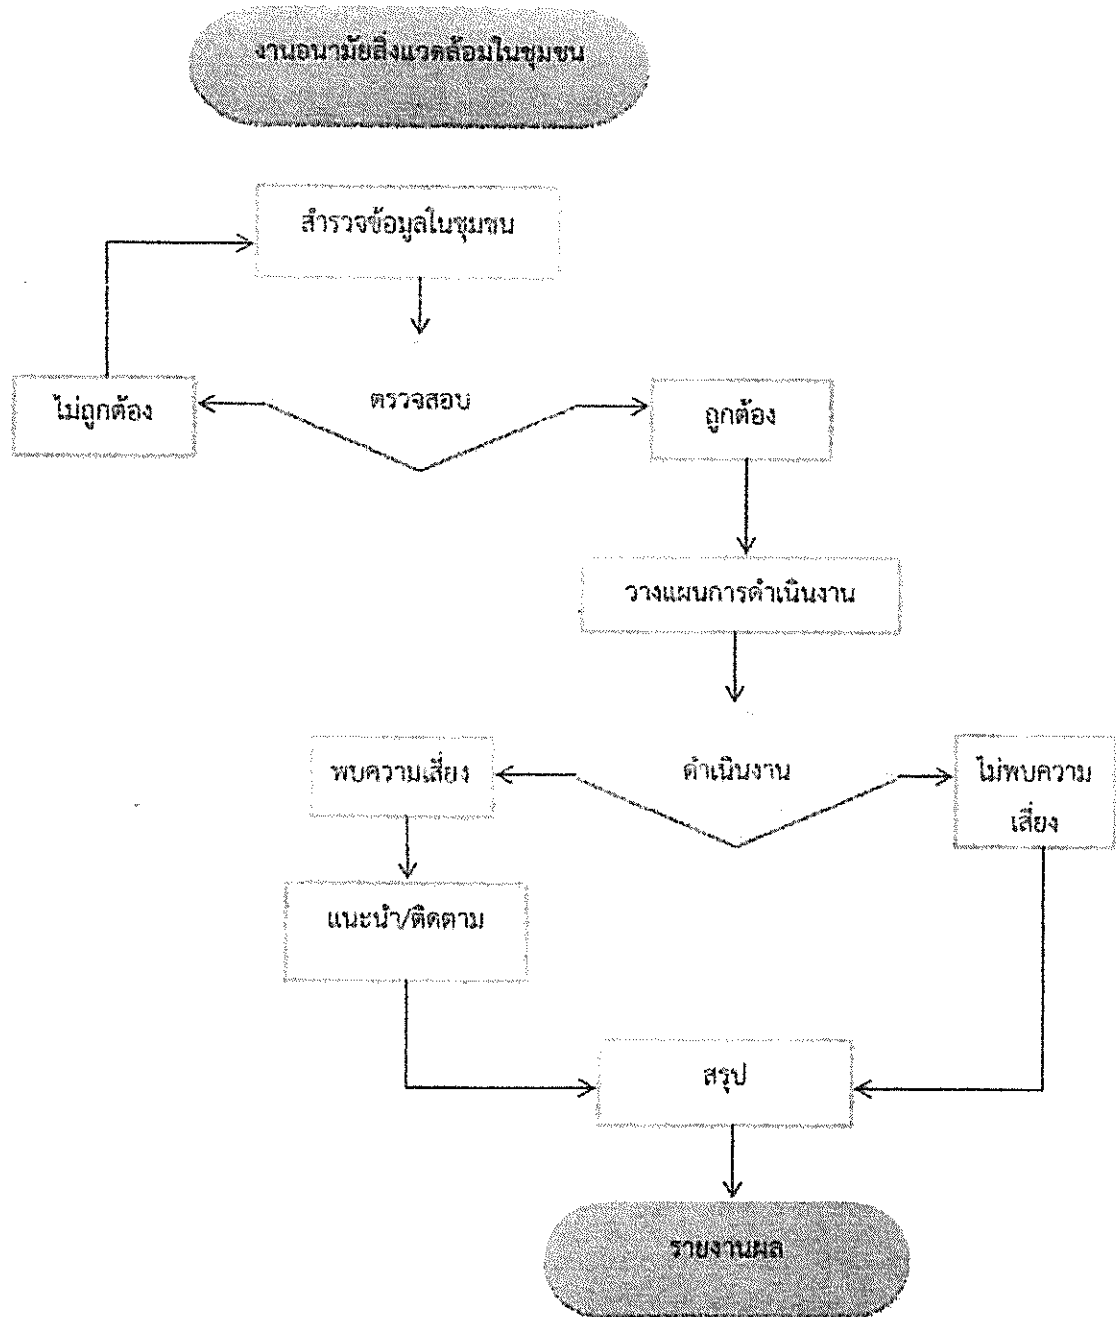 งานอนามัยสิ่งแวดล้อมในชุมชน
สำรวจข้อมูลในชุมชน
ไม่ถูกต้อง
ตรวจสอบ
ถูกต้อง
วางแผนการดำเนินงาน
พบความเสี่ยง
ดำเนินงาน
ไม่พบความ
เสี่ยง
แนะนำ/ติดตาม
สรุป
รายงานผล